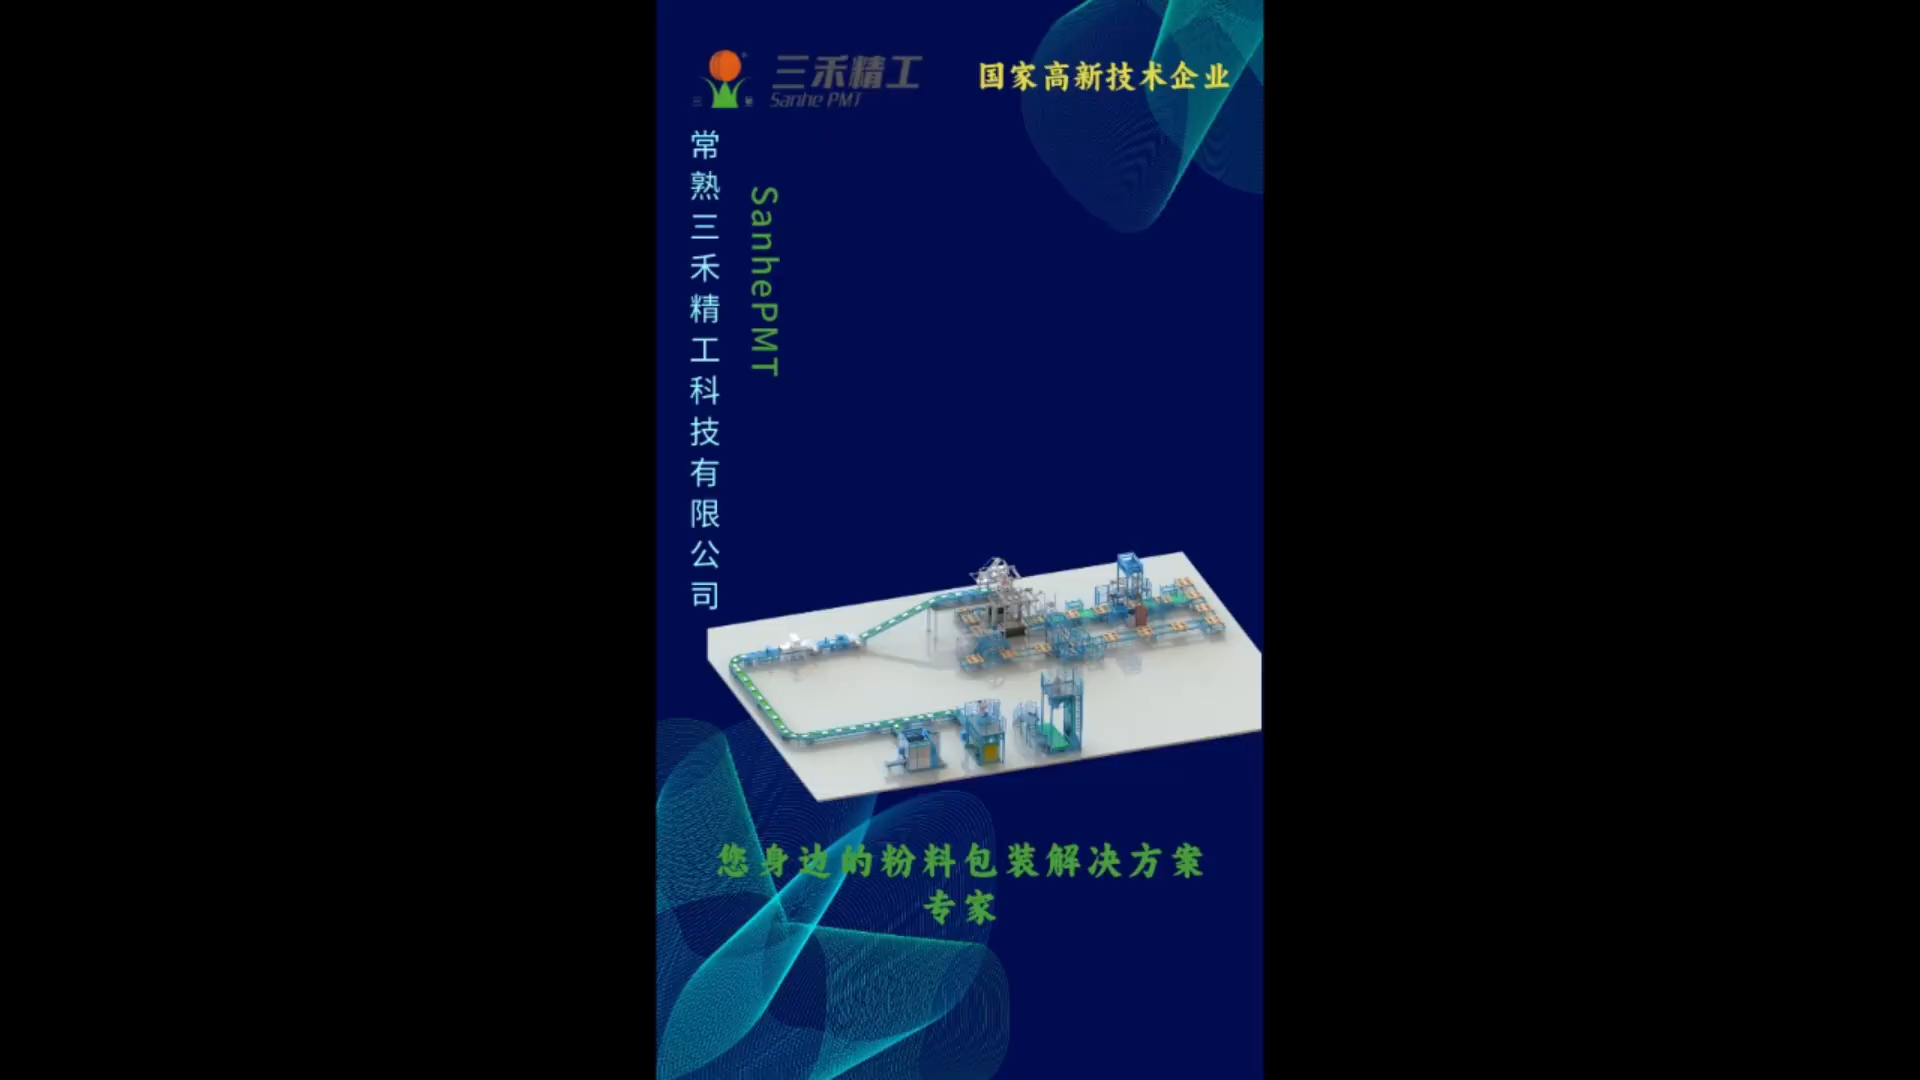 三禾精工
Sanhe PMT
国家高新技术企业
常熟三禾精工科技有限公司
SanhePMT
您身边的粉料包装解决方案
专家